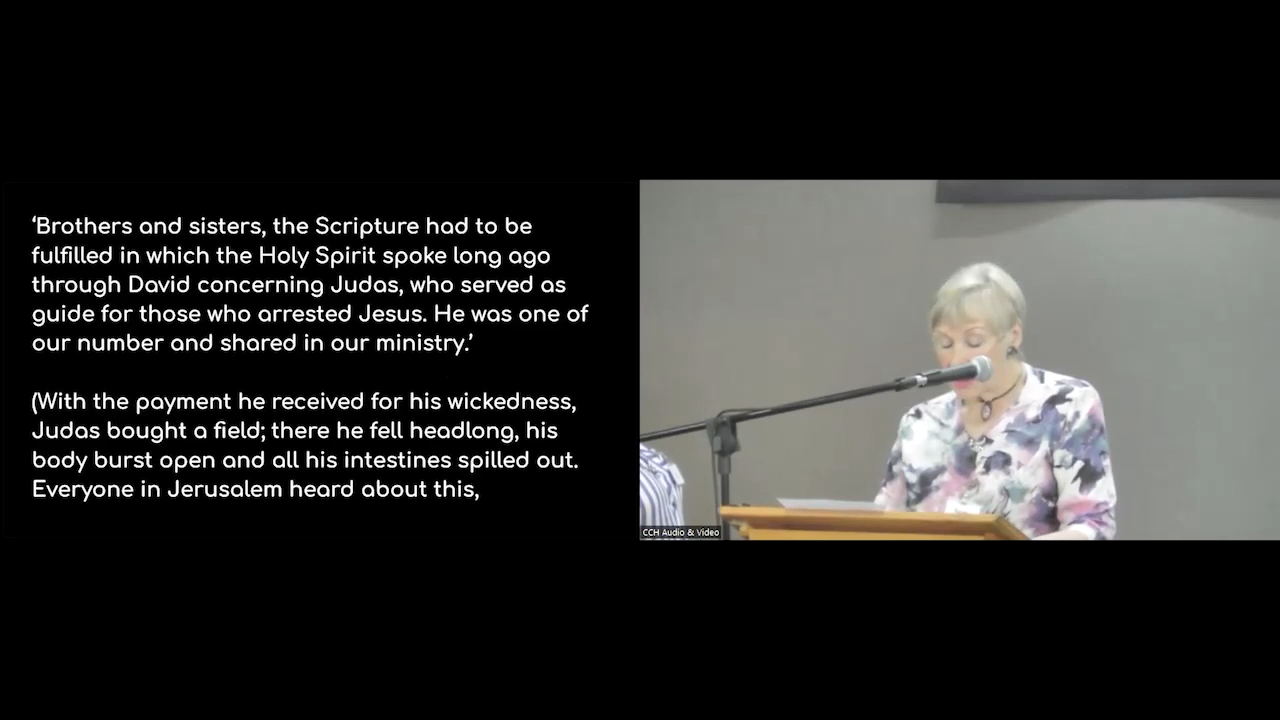 ‘Brothers and sisters, the Scripture had to be
fulfilled in which the Holy Spirit spoke long ago
through David concerning Judas, who served as
guide for those who arrested Jesus. He was one of
our number and shared in our ministry.’
(With the payment he received for his wickedness,
Judas bought a field; there he fell headlong, his
body burst open and all his intestines spilled out.
Everyone in Jerusalem heard about this,
CCH Audio & Video